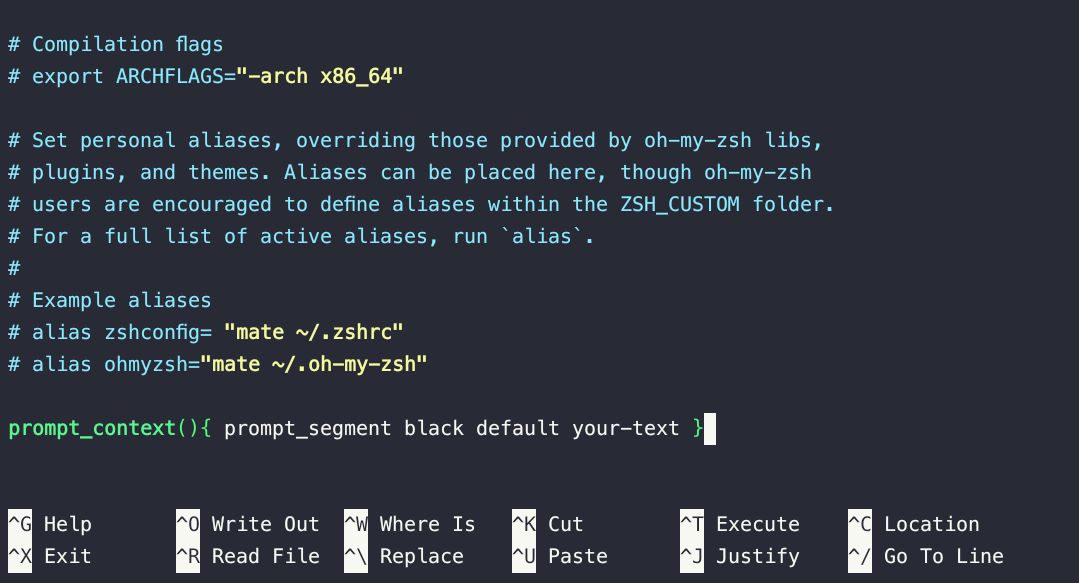 # Compilation flags
# export ARCHFLAGS="-arch x86_64"
# Set personal aliases, overriding those provided by oh-my-zsh libs,
# plugins, and themes. Aliases can be placed here, though oh-my-zsh
# users are encouraged to define aliases within the ZSH_CUSTOM folder.
# For a full list of active aliases, run `alias`.
#
# Example aliases
# alias zshconfig= "mate ~/.zshrc"
# alias ohmyzsh="mate ~/.oh-my-zsh"
prompt_context(){ prompt_segment black default your-text }
^G Help ^O Write Out ^W Where Is ^K Cut ^T Execute ^C Location
^X Exit ^R Read File ^\ Replace ^U Paste ^J Justify ^/ Go To Line